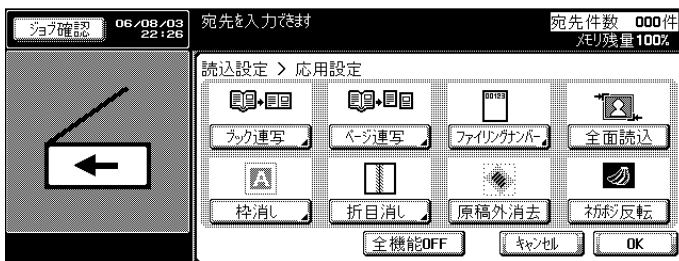 ジョブ確認
06/08/03
22:26
宛先を入力できます
宛先件数 000件
メモリ残量100%
読込設定 > 応用設定
00123
ブック連写
ページ連写
ファイリングナンバー
全面読込
A
枠消し
折目消し
原稿外消去
ネガポジ反転
全機能OFF
キャンセル
OK